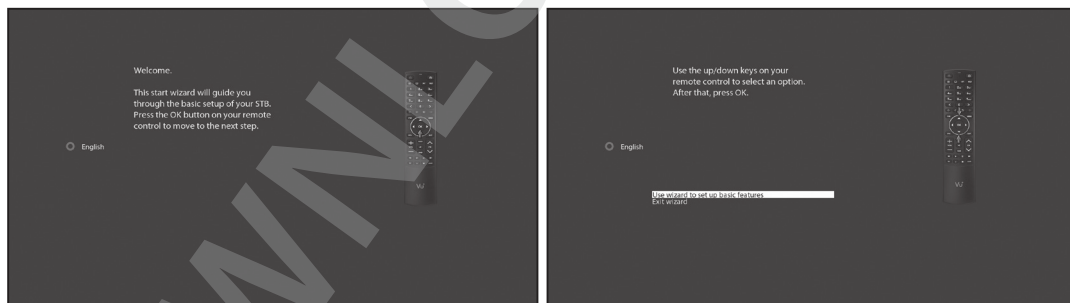 Welcome.
This start wizard will guide you
through the basic setup of your STB.
Press the OK button on your remote
control to move to the next step.
English
Use the up/down keys on your
remote control to select an option.
After that, press OK.
English
Use wizard to set up basic features
Exit wizard